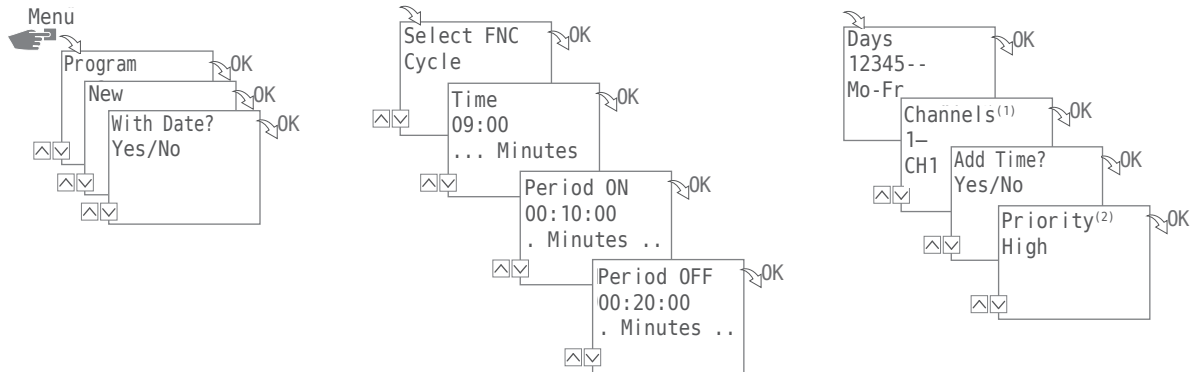 Menu
Program
OK
New
OK
With Date?
OK
Yes/No
Select FNC
OK
Cycle
Time
OK
09:00
... Minutes
Period ON
OK
00:10:00
. Minutes ..
Period OFF
OK
00:20:00
. Minutes ..
Days
OK
12345--
Mo-Fr
Channels(1)
OK
1–
CH1
Add Time?
OK
Yes/No
Priority(2)
OK
High